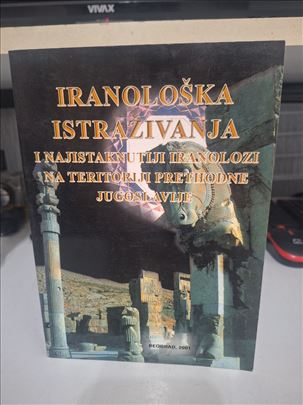 VIVAX
IRANOLOŠKA
ISTRAŽIVANJA
I NAJISTAKNUTIJI IRANOLOZI
NA TERITORIJI PRETHODNE
JUGOSLAVIJE
BEOGRAD, 2001